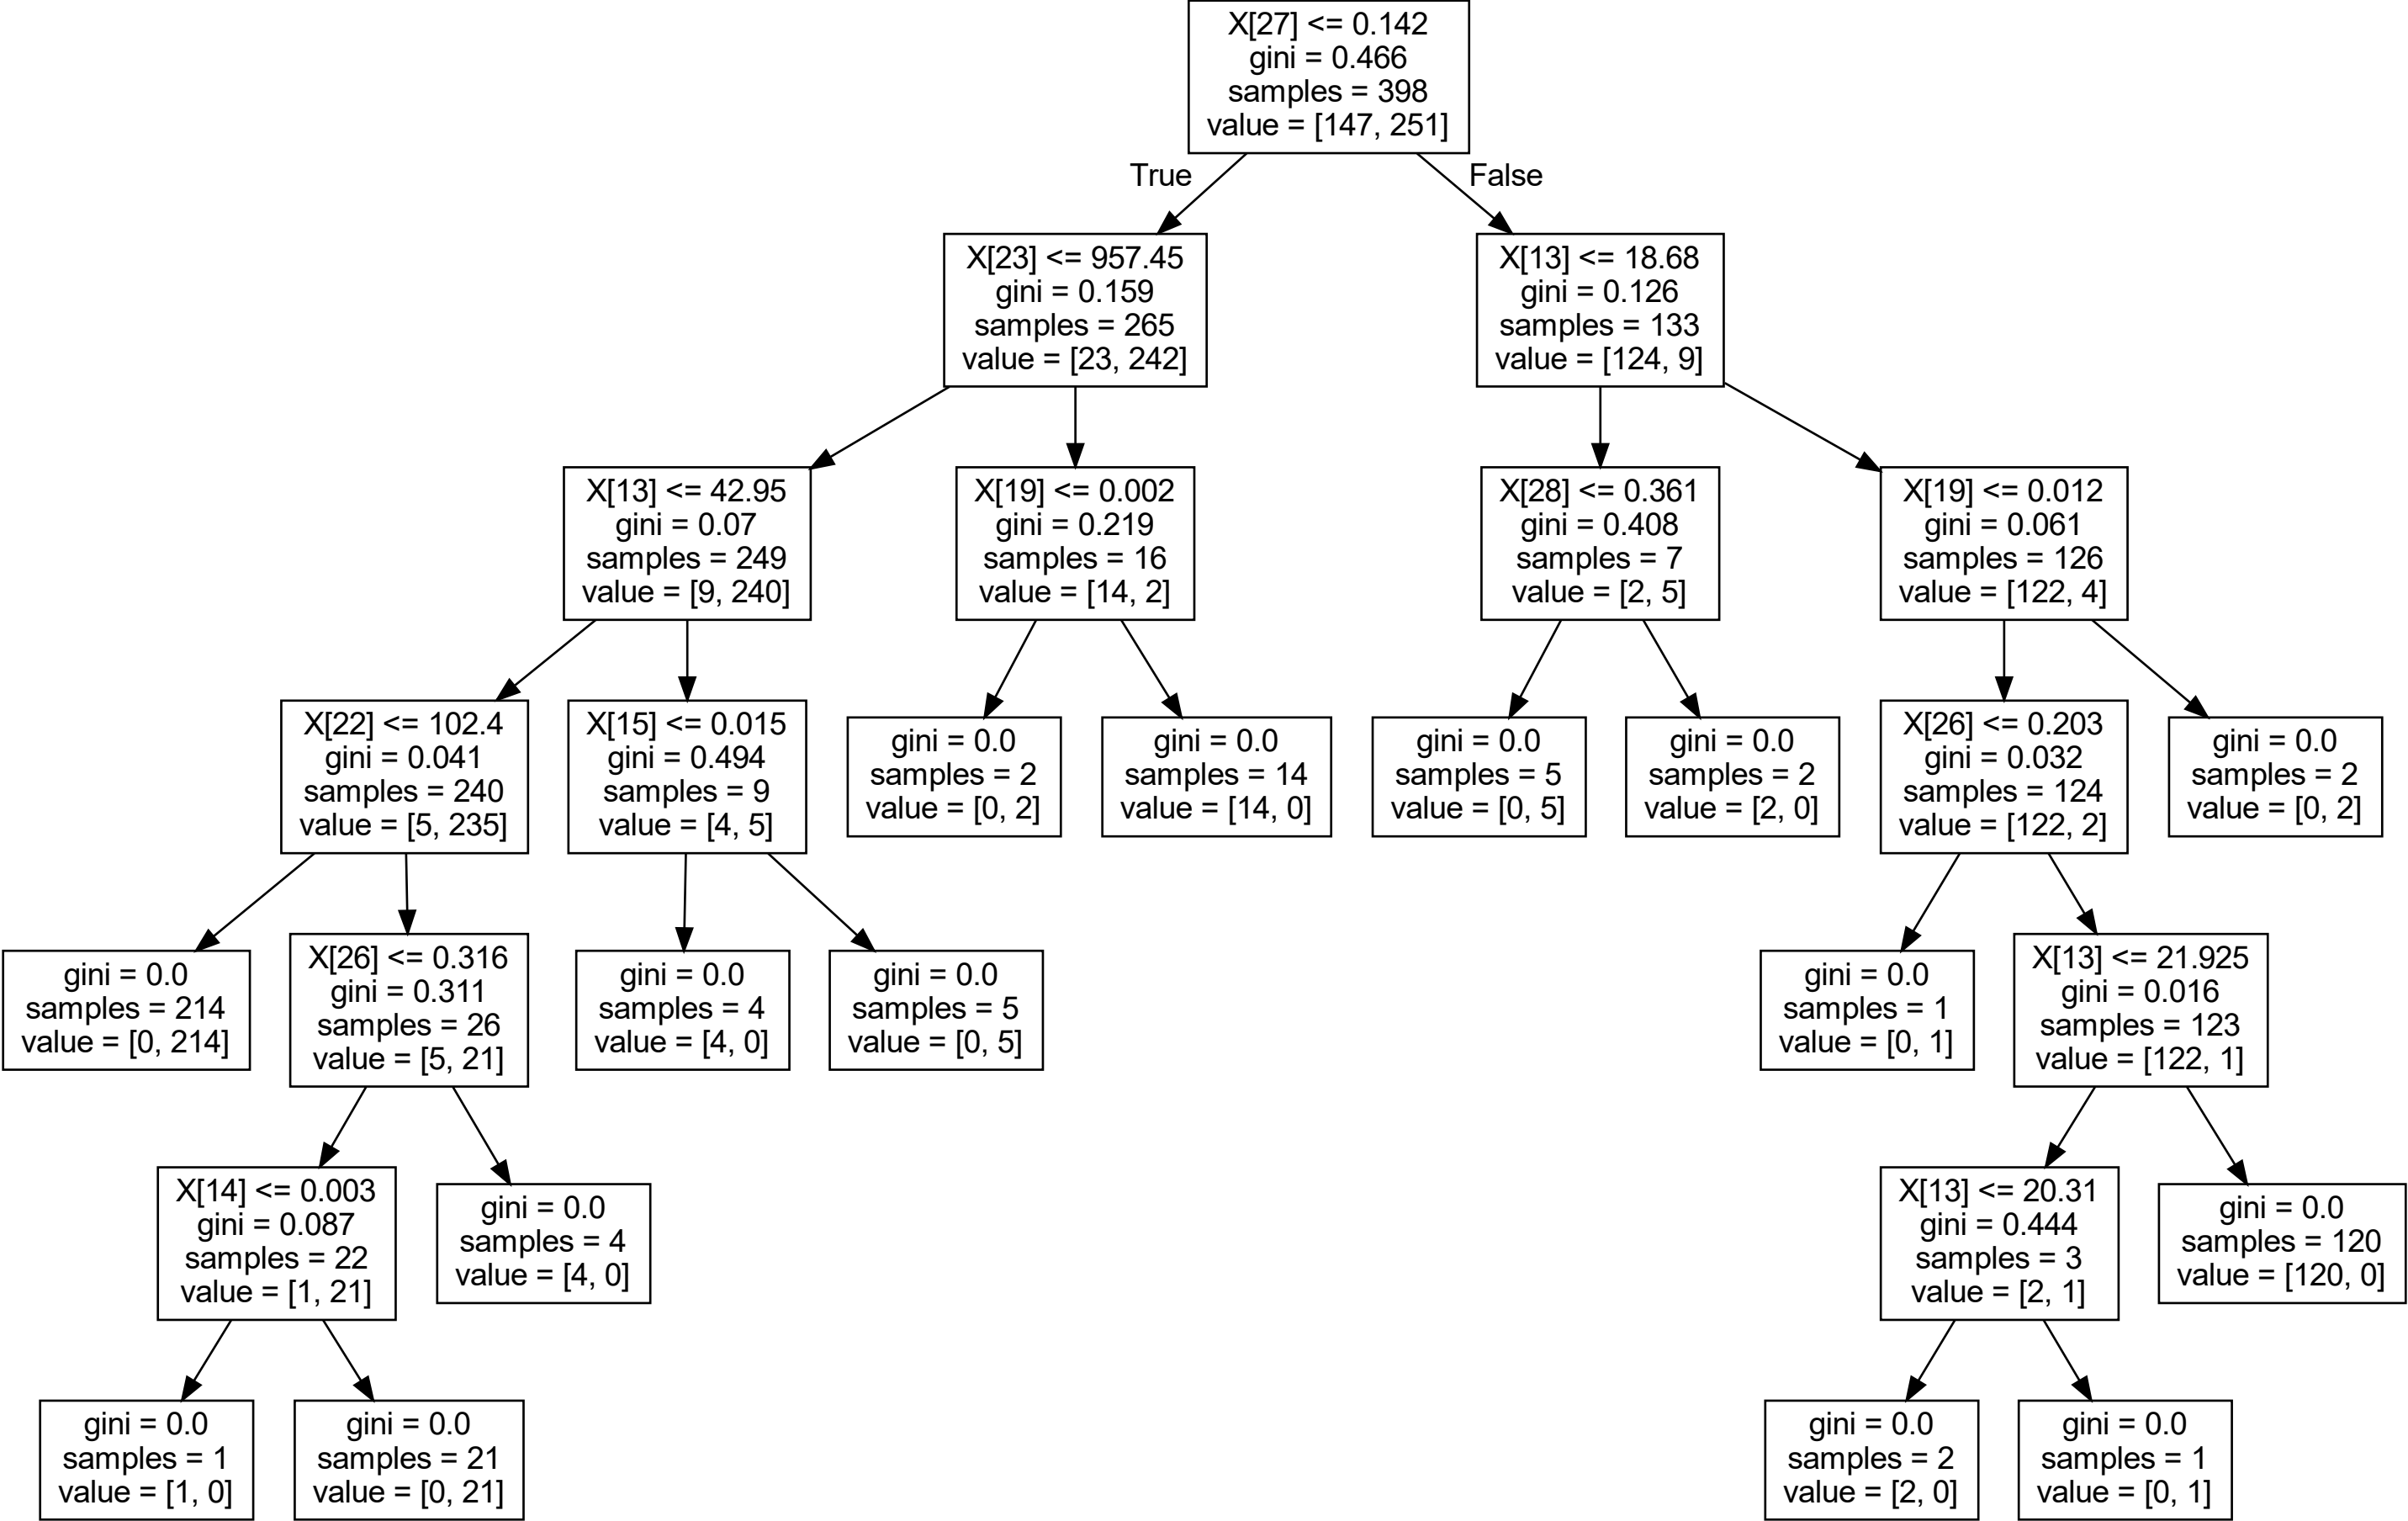 X[27] <= 0.142
gini = 0.466
samples = 398
value = [147, 251]
True
False
X[23] <= 957.45
gini = 0.159
samples = 265
value = [23, 242]
X[13] <= 18.68
gini = 0.126
samples = 133
value = [124, 9]
X[13] <= 42.95
gini = 0.07
samples = 249
value = [9, 240]
X[19] <= 0.002
gini = 0.219
samples = 16
value = [14, 2]
X[28] <= 0.361
gini = 0.408
samples = 7
value = [2, 5]
X[19] <= 0.012
gini = 0.061
samples = 126
value = [122, 4]
X[22] <= 102.4
gini = 0.041
samples = 240
value = [5, 235]
X[15] <= 0.015
gini = 0.494
samples = 9
value = [4, 5]
gini = 0.0
samples = 2
value = [0, 2]
gini = 0.0
samples = 14
value = [14, 0]
gini = 0.0
samples = 5
value = [0, 5]
gini = 0.0
samples = 2
value = [2, 0]
X[26] <= 0.203
gini = 0.032
samples = 124
value = [122, 2]
gini = 0.0
samples = 2
value = [0, 2]
gini = 0.0
samples = 214
value = [0, 214]
X[26] <= 0.316
gini = 0.311
samples = 26
value = [5, 21]
gini = 0.0
samples = 4
value = [4, 0]
gini = 0.0
samples = 5
value = [0, 5]
gini = 0.0
samples = 1
value = [0, 1]
X[13] <= 21.925
gini = 0.016
samples = 123
value = [122, 1]
X[14] <= 0.003
gini = 0.087
samples = 22
value = [1, 21]
gini = 0.0
samples = 4
value = [4, 0]
X[13] <= 20.31
gini = 0.444
samples = 3
value = [2, 1]
gini = 0.0
samples = 120
value = [120, 0]
gini = 0.0
samples = 1
value = [1, 0]
gini = 0.0
samples = 21
value = [0, 21]
gini = 0.0
samples = 2
value = [2, 0]
gini = 0.0
samples = 1
value = [0, 1]